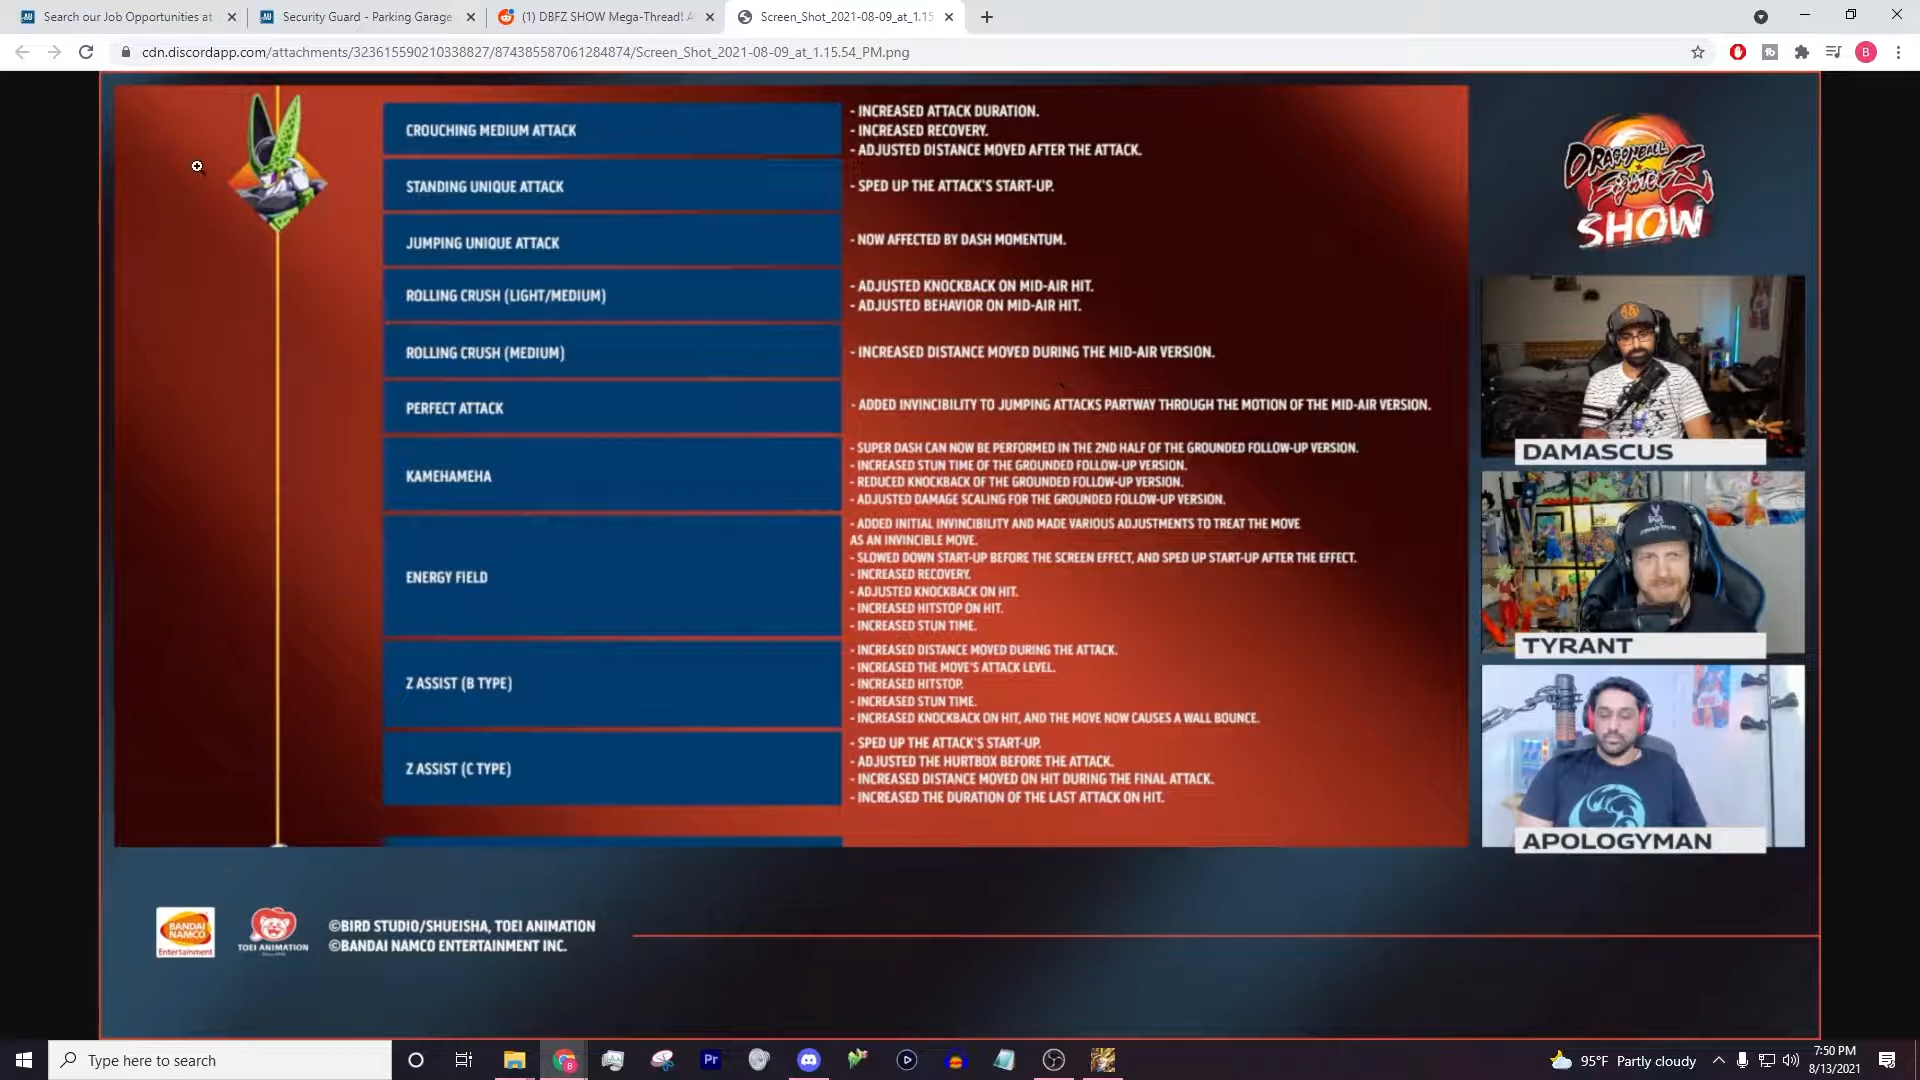 Search our Job Opportunities at
Security Guard - Parking Garage
(1) DBFZ SHOW Mega-Thread! A
Screen_Shot_2021-08-09_at_1.15
cdn.discordapp.com/attachments/323615590210338827/874385587061284874/Screen_Shot_2021-08-09_at_1.15.54_PM.png
B
CROUCHING MEDIUM ATTACK
- INCREASED ATTACK DURATION.
- INCREASED RECOVERY.
- ADJUSTED DISTANCE MOVED AFTER THE ATTACK.
STANDING UNIQUE ATTACK
- SPED UP THE ATTACK'S START-UP.
JUMPING UNIQUE ATTACK
- NOW AFFECTED BY DASH MOMENTUM.
ROLLING CRUSH (LIGHT/MEDIUM)
- ADJUSTED KNOCKBACK ON MID-AIR HIT.
- ADJUSTED BEHAVIOR ON MID-AIR HIT.
ROLLING CRUSH (MEDIUM)
- INCREASED DISTANCE MOVED DURING THE MID-AIR VERSION.
PERFECT ATTACK
- ADDED INVINCIBILITY TO JUMPING ATTACKS PARTWAY THROUGH THE MOTION OF THE MID-AIR VERSION.
KAMEHAMEHA
- SUPER DASH CAN NOW BE PERFORMED IN THE 2ND HALF OF THE GROUNDED FOLLOW-UP VERSION.
- INCREASED STUN TIME OF THE GROUNDED FOLLOW-UP VERSION.
- REDUCED KNOCKBACK OF THE GROUNDED FOLLOW-UP VERSION.
- ADJUSTED DAMAGE SCALING FOR THE GROUNDED FOLLOW-UP VERSION.
ENERGY FIELD
- ADDED INITIAL INVINCIBILITY AND MADE VARIOUS ADJUSTMENTS TO TREAT THE MOVE
AS AN INVINCIBLE MOVE.
- SLOWED DOWN START-UP BEFORE THE SCREEN EFFECT, AND SPED UP START-UP AFTER THE EFFECT.
- INCREASED RECOVERY.
- ADJUSTED KNOCKBACK ON HIT.
- INCREASED HITSTOP ON HIT.
- INCREASED STUN TIME.
Z ASSIST (B TYPE)
- INCREASED DISTANCE MOVED DURING THE ATTACK.
- INCREASED THE MOVE'S ATTACK LEVEL.
- INCREASED HITSTOP.
- INCREASED STUN TIME.
- INCREASED KNOCKBACK ON HIT, AND THE MOVE NOW CAUSES A WALL BOUNCE.
Z ASSIST (C TYPE)
- SPED UP THE ATTACK'S START-UP.
- ADJUSTED THE HURTBOX BEFORE THE ATTACK.
- INCREASED DISTANCE MOVED ON HIT DURING THE FINAL ATTACK.
- INCREASED THE DURATION OF THE LAST ATTACK ON HIT.
DRAGONBALL
FighterZ
SHOW
DAMASCUS
TYRANT
APOLOGYMAN
BANDAI
NAMCO
Entertainment
TOEI ANIMATION
©BIRD STUDIO/SHUEISHA, TOEI ANIMATION
©BANDAI NAMCO ENTERTAINMENT INC.
Type here to search
Pr
95°F Partly cloudy
7:50 PM
8/13/2021